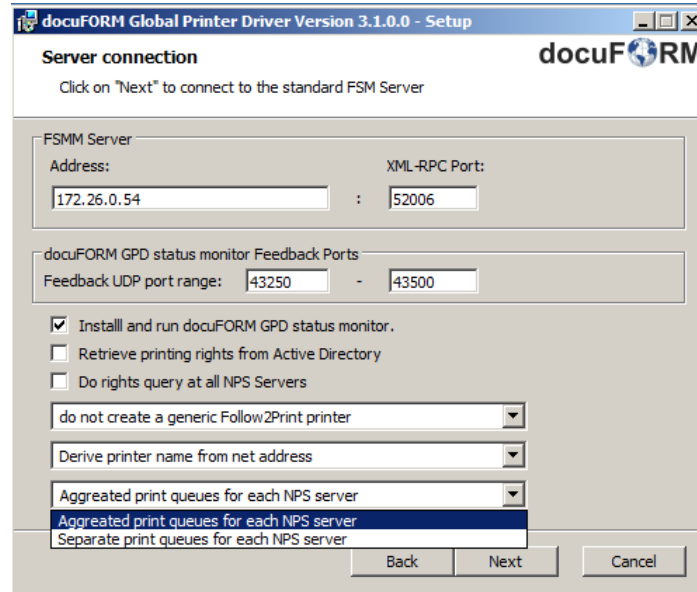 docuFORM Global Printer Driver Version 3.1.0.0 - Setup
Server connection
docuFORM
Click on "Next" to connect to the standard FSM Server
FSMM Server
Address: XML-RPC Port:
172.26.0.54 : 52006
docuFORM GPD status monitor Feedback Ports
Feedback UDP port range: 43250 - 43500
Installl and run docuFORM GPD status monitor.
Retrieve printing rights from Active Directory
Do rights query at all NPS Servers
do not create a generic Follow2Print printer
Derive printer name from net address
Aggreated print queues for each NPS server
Aggreated print queues for each NPS server
Separate print queues for each NPS server
Back Next Cancel